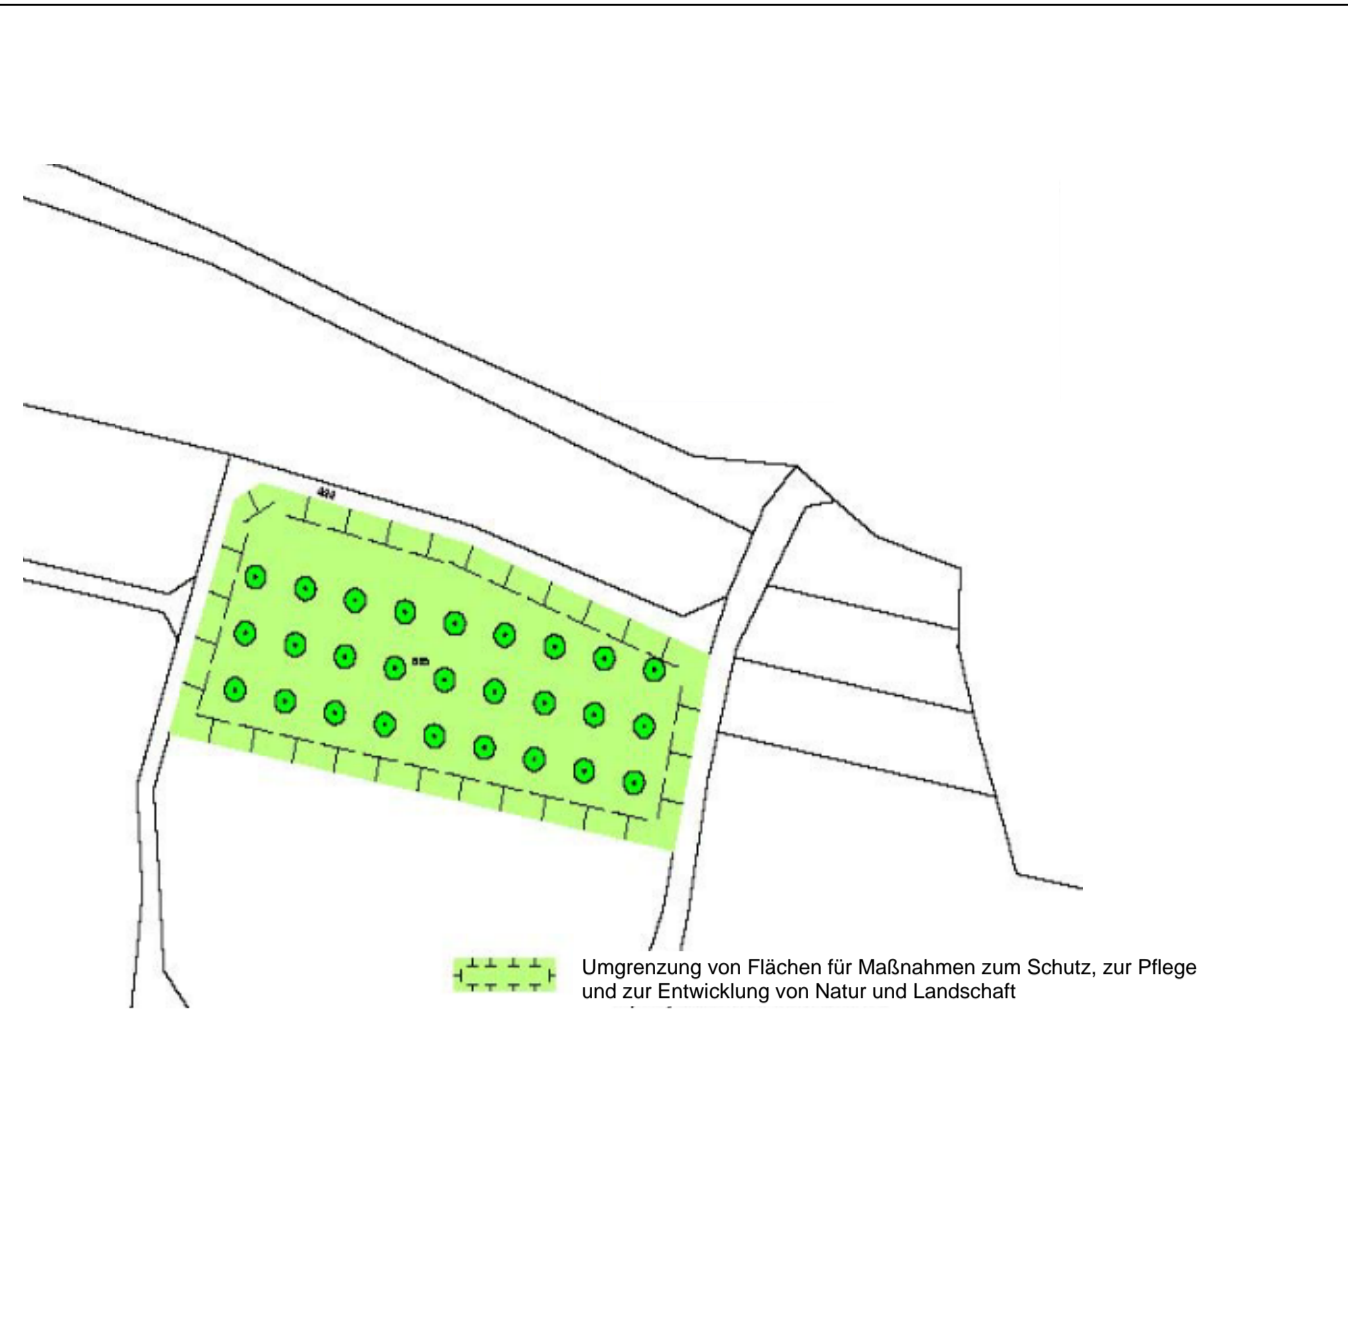 Umgrenzung von Flächen für Maßnahmen zum Schutz, zur Pflege
und zur Entwicklung von Natur und Landschaft